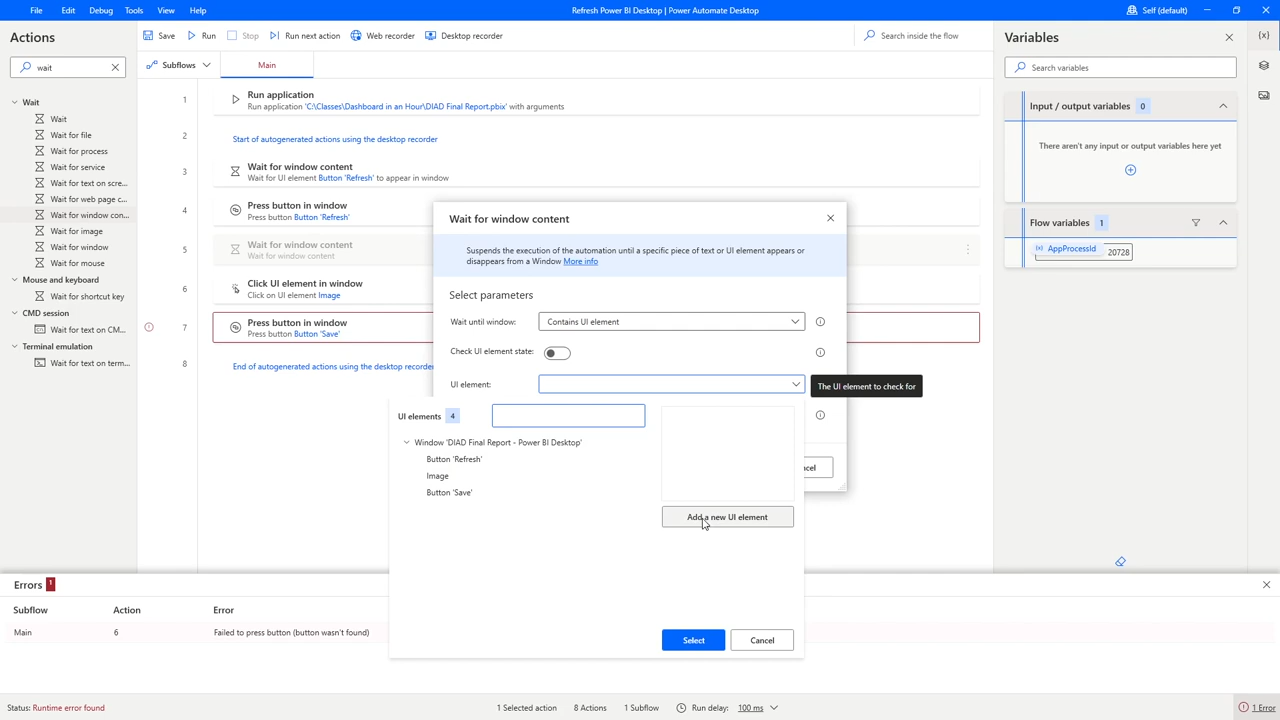 File Edit Debug Tools View Help
Refresh Power BI Desktop | Power Automate Desktop
Self (default)
Actions
wait
Wait
Wait
Wait for file
Wait for process
Wait for service
Wait for text on scre...
Wait for web page c...
Wait for window con...
Wait for image
Wait for window
Wait for mouse
Mouse and keyboard
Wait for shortcut key
CMD session
Wait for text on CM...
Terminal emulation
Wait for text on term...
Save Run Stop Run next action Web recorder Desktop recorder
Search inside the flow
Subflows Main
1 Run application
Run application 'C:\Classes\Dashboard in an Hour\DIAD Final Report.pbix' with arguments
2 Start of autogenerated actions using the desktop recorder
3 Wait for window content
Wait for UI element Button 'Refresh' to appear in window
4 Press button in window
Press button Button 'Refresh'
5 Wait for window content
Wait for window content
6 Click UI element in window
Click on UI element Image
7 Press button in window
Press button Button 'Save'
8 End of autogenerated actions using the desktop recorder
Wait for window content
Suspends the execution of the automation until a specific piece of text or UI element appears or
disappears from a Window More info
Select parameters
Wait until window: Contains UI element
Check UI element state:
UI element:
The UI element to check for
UI elements 4
Window 'DIAD Final Report - Power BI Desktop'
Button 'Refresh'
Image
Button 'Save'
Add a new UI element
Select Cancel
Variables
Search variables
Input / output variables 0
There aren't any input or output variables here yet
Flow variables 1
AppProcessId 20728
{x}
Errors 1
Subflow Action Error
Main 6 Failed to press button (button wasn't found)
Status: Runtime error found
1 Selected action 8 Actions 1 Subflow Run delay: 100 ms
1 Error